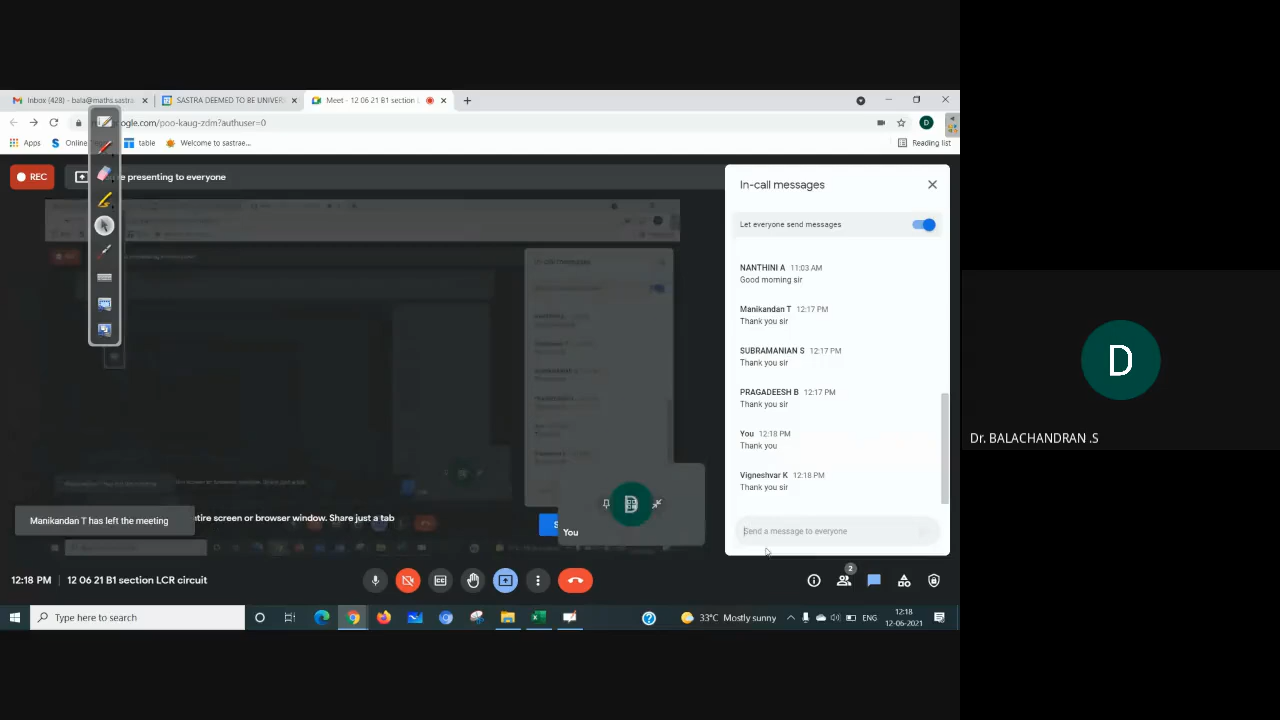 Inbox (428) - bala@maths.sastra
SASTRA DEEMED TO BE UNIVER
Meet - 12 06 21 B1 section L
google.com/poo-kaug-zdm?authuser=0
Apps
Online
table
Welcome to sastrae...
Reading list
REC
presenting to everyone
In-call messages
Let everyone send messages
NANTHINI A 11:03 AM
Good morning sir
Manikandan T 12:17 PM
Thank you sir
SUBRAMANIAN S 12:17 PM
Thank you sir
PRAGADEESH B 12:17 PM
Thank you sir
You 12:18 PM
Thank you
Vigneshvar K 12:18 PM
Thank you sir
Send a message to everyone
Manikandan T has left the meeting
entire screen or browser window. Share just a tab
D
You
12:18 PM | 12 06 21 B1 section LCR circuit
2
Type here to search
33°C Mostly sunny
ENG
12:18
12-06-2021
D
Dr. BALACHANDRAN .S